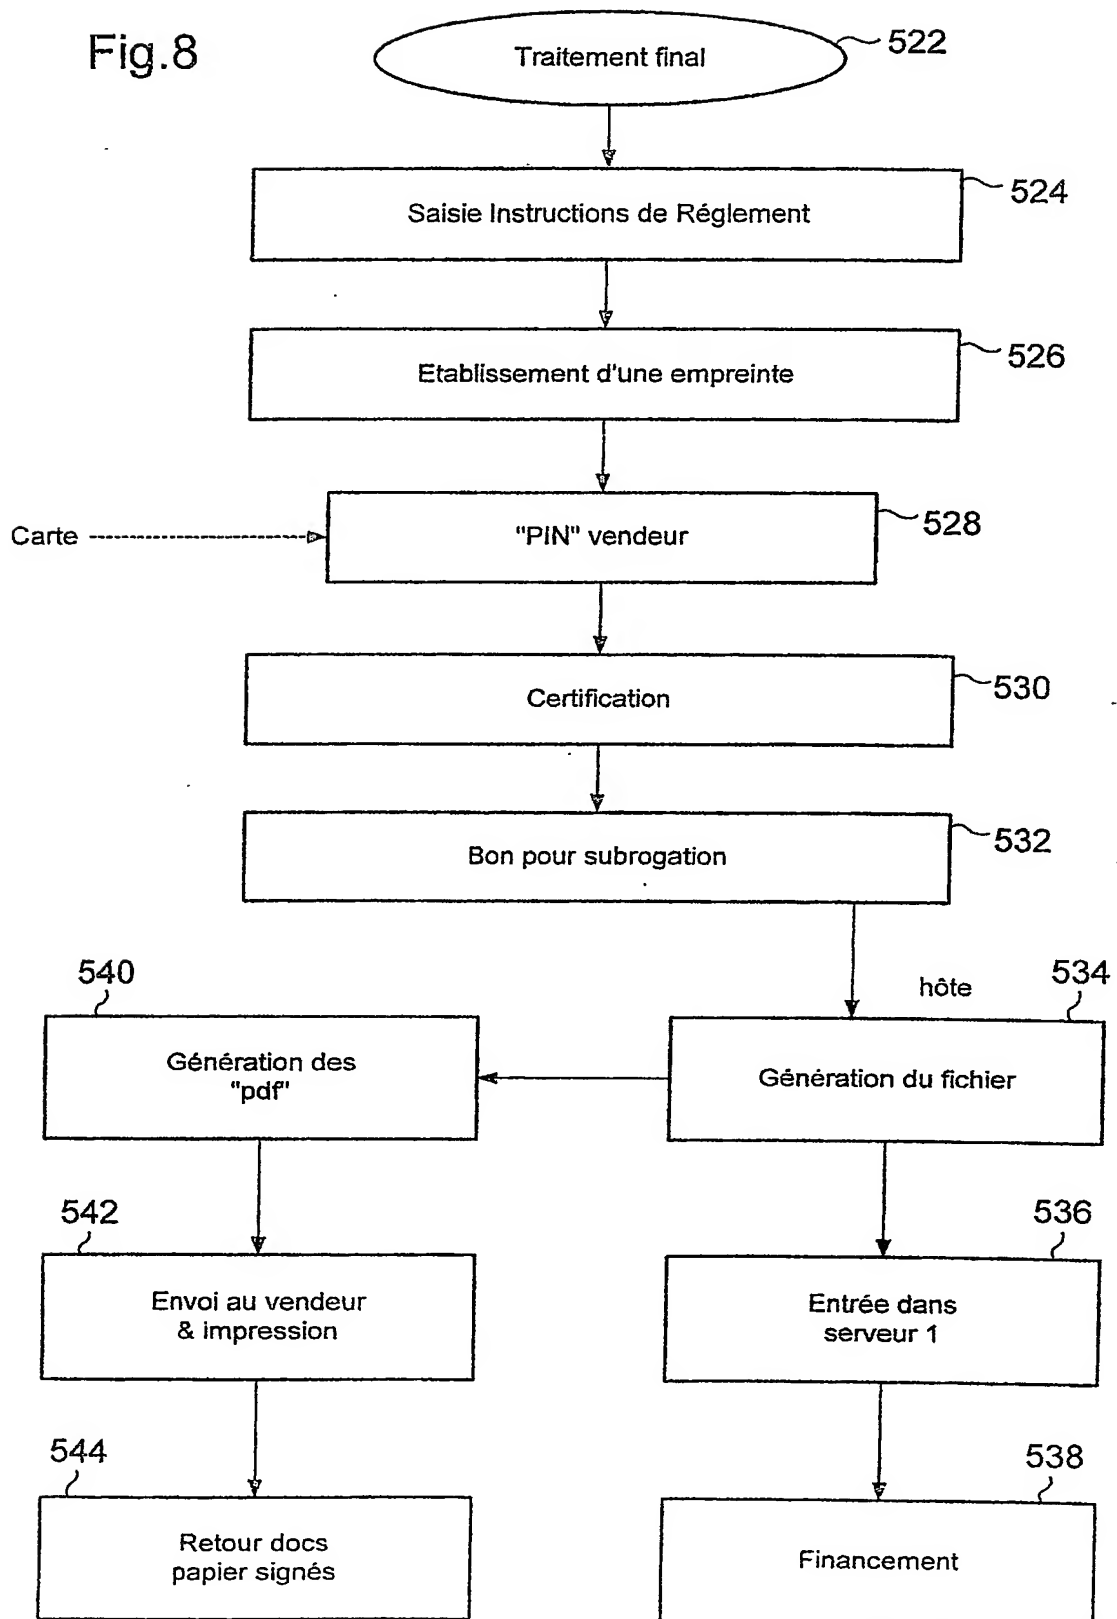 Fig.8
Traitement final
522
Saisie Instructions de Réglement
524
Etablissement d'une empreinte
526
Carte
"PIN" vendeur
528
Certification
530
Bon pour subrogation
532
hôte
534
Génération du fichier
540
Génération des
"pdf"
542
Envoi au vendeur
& impression
536
Entrée dans
serveur 1
544
Retour docs
papier signés
538
Financement